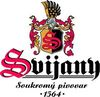 Svijany
Soukromý pivovar
· 1564 ·